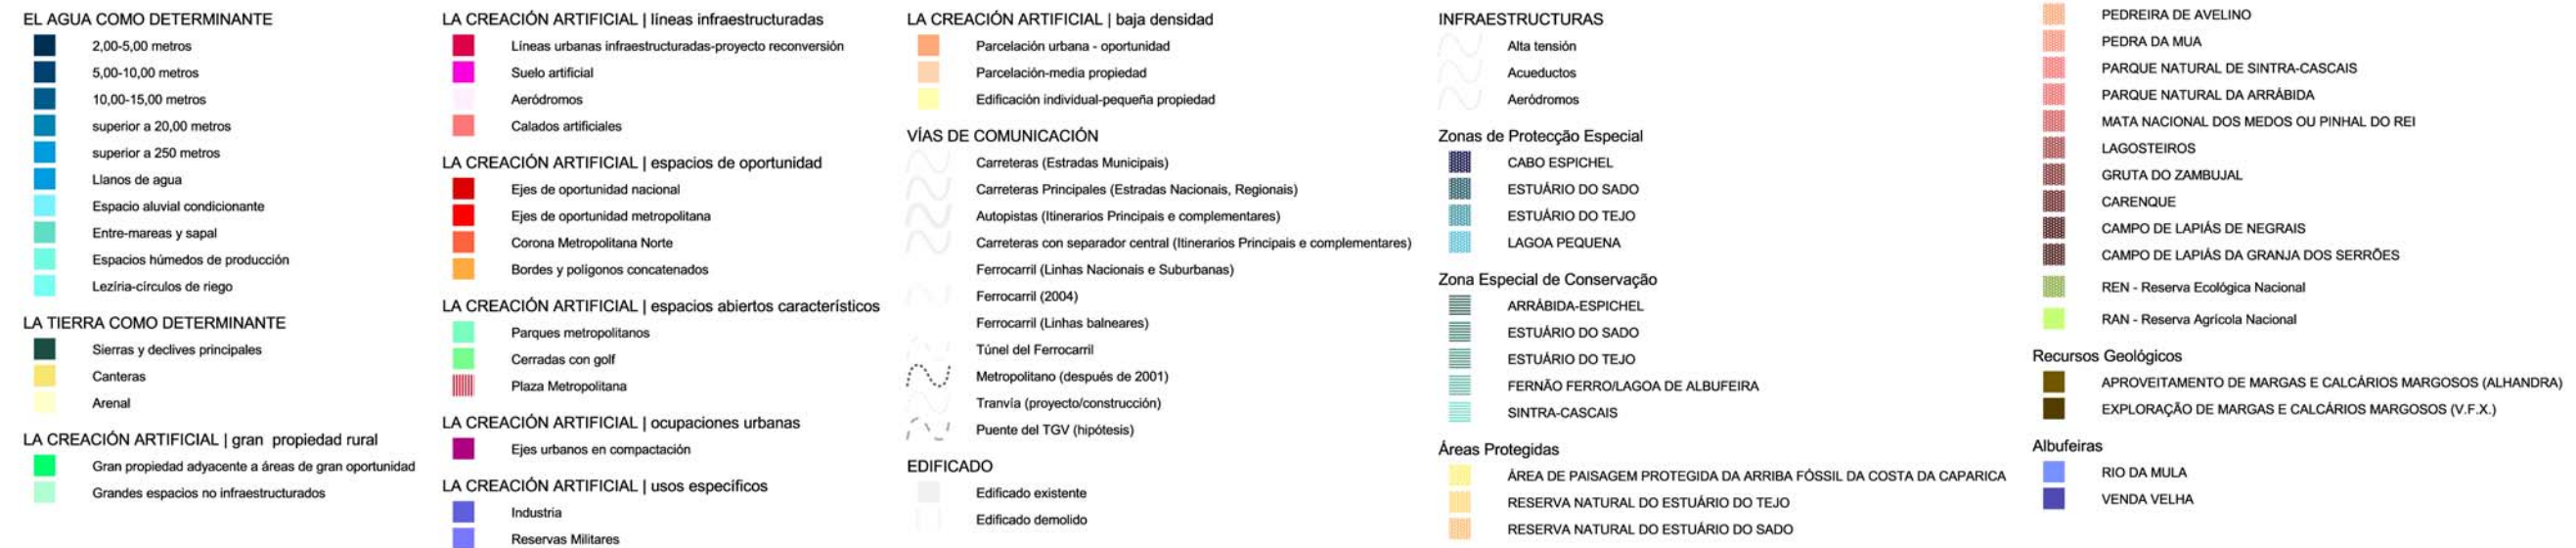 EL AGUA COMO DETERMINANTE
2,00-5,00 metros
5,00-10,00 metros
10,00-15,00 metros
superior a 20,00 metros
superior a 250 metros
Llanos de agua
Espacio aluvial condicionante
Entre-mareas y sapal
Espacios húmedos de producción
Lezíria-círculos de riego
LA TIERRA COMO DETERMINANTE
Sierras y declives principales
Canteras
Arenal
LA CREACIÓN ARTIFICIAL | gran propiedad rural
Gran propiedad adyacente a áreas de gran oportunidad
Grandes espacios no infraestructurados
LA CREACIÓN ARTIFICIAL | líneas infraestructuradas
Líneas urbanas infraestructuradas-proyecto reconversión
Suelo artificial
Aeródromos
Calados artificiales
LA CREACIÓN ARTIFICIAL | espacios de oportunidad
Ejes de oportunidad nacional
Ejes de oportunidad metropolitana
Corona Metropolitana Norte
Bordes y polígonos concatenados
LA CREACIÓN ARTIFICIAL | espacios abiertos característicos
Parques metropolitanos
Cerradas con golf
Plaza Metropolitana
LA CREACIÓN ARTIFICIAL | ocupaciones urbanas
Ejes urbanos en compactación
LA CREACIÓN ARTIFICIAL | usos específicos
Industria
Reservas Militares
LA CREACIÓN ARTIFICIAL | baja densidad
Parcelación urbana - oportunidad
Parcelación-media propiedad
Edificación individual-pequeña propiedad
VÍAS DE COMUNICACIÓN
Carreteras (Estradas Municipais)
Carreteras Principales (Estradas Nacionais, Regionais)
Autopistas (Itinerarios Principais e complementares)
Carreteras con separador central (Itinerarios Principais e complementares)
Ferrocarril (Linhas Nacionais e Suburbanas)
Ferrocarril (2004)
Ferrocarril (Linhas balneares)
Túnel del Ferrocarril
Metropolitano (después de 2001)
Tranvía (proyecto/construcción)
Puente del TGV (hipótesis)
EDIFICADO
Edificado existente
Edificado demolido
INFRAESTRUCTURAS
Alta tensión
Acueductos
Aeródromos
Zonas de Protecção Especial
CABO ESPICHEL
ESTUÁRIO DO SADO
ESTUÁRIO DO TEJO
LAGOA PEQUENA
Zona Especial de Conservação
ARRÁBIDA-ESPICHEL
ESTUÁRIO DO SADO
ESTUÁRIO DO TEJO
FERNÃO FERRO/LAGOA DE ALBUFEIRA
SINTRA-CASCAIS
Áreas Protegidas
ÁREA DE PAISAGEM PROTEGIDA DA ARRIBA FÓSSIL DA COSTA DA CAPARICA
RESERVA NATURAL DO ESTUÁRIO DO TEJO
RESERVA NATURAL DO ESTUÁRIO DO SADO
PEDREIRA DE AVELINO
PEDRA DA MUA
PARQUE NATURAL DE SINTRA-CASCAIS
PARQUE NATURAL DA ARRÁBIDA
MATA NACIONAL DOS MEDOS OU PINHAL DO REI
LAGOSTEIROS
GRUTA DO ZAMBUJAL
CARENQUE
CAMPO DE LAPIÁS DE NEGRAIS
CAMPO DE LAPIÁS DA GRANJA DOS SERRÕES
REN - Reserva Ecológica Nacional
RAN - Reserva Agrícola Nacional
Recursos Geológicos
APROVEITAMENTO DE MARGAS E CALCÁRIOS MARGOSOS (ALHANDRA)
EXPLORAÇÃO DE MARGAS E CALCÁRIOS MARGOSOS (V.F.X.)
Albufeiras
RIO DA MULA
VENDA VELHA